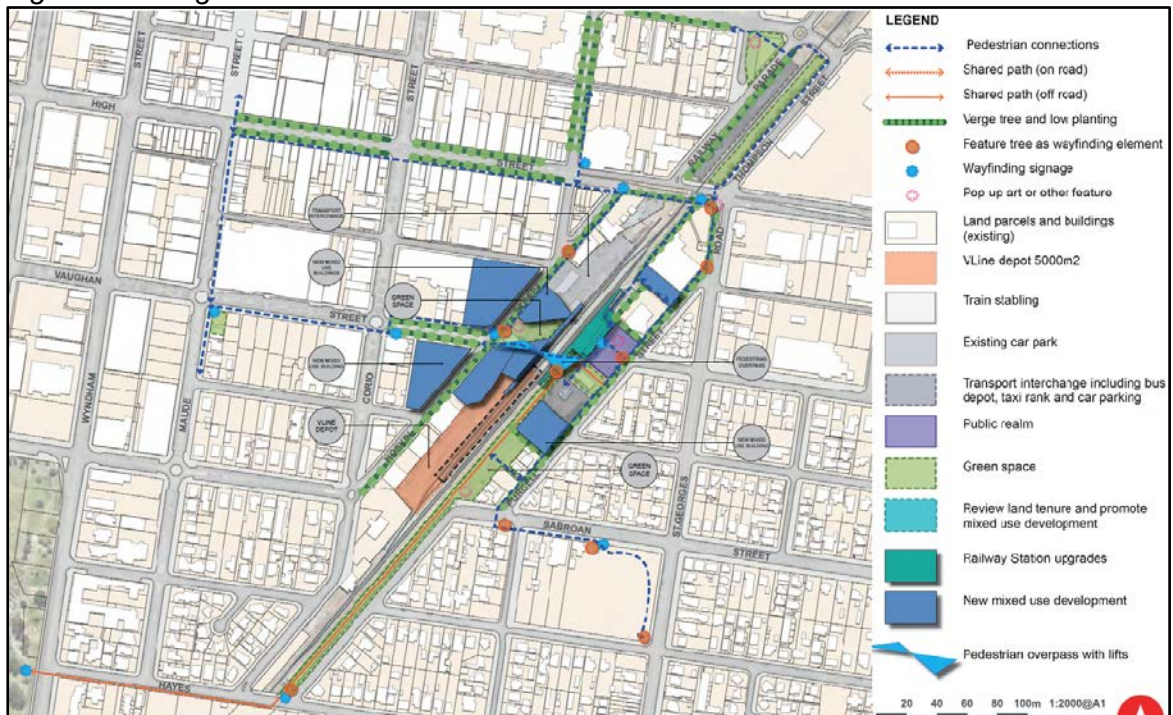 LEGEND
Pedestrian connections
Shared path (on road)
Shared path (off road)
Verge tree and low planting
Feature tree as wayfinding element
Wayfinding signage
Pop up art or other feature
Land parcels and buildings
(existing)
VLine depot 5000m2
Train stabling
Existing car park
Transport interchange including bus
depot, taxi rank and car parking
Public realm
Green space
Review land tenure and promote
mixed use development
Railway Station upgrades
New mixed use development
Pedestrian overpass with lifts
20 40 60 80 100m 1:2000@A1
STREET
STREET
STREET
HIGH
STREET
RAILWAY
PARADE
THOMPSON
STREET
ROAD
TRANSPORT
INTERCHANGE
NEW MIXED
USE BUILDINGS
GREEN
SPACE
VAUGHAN
STREET
STREET
NEW MIXED
USE BUILDING
PEDESTRIAN
OVERPASS
CORIO
WYNDHAM
MAUDE
VLINE
DEPOT
NEW MIXED
USE BUILDING
GREEN
SPACE
SABROAN
STREET
ST.GEORGES
HAYES